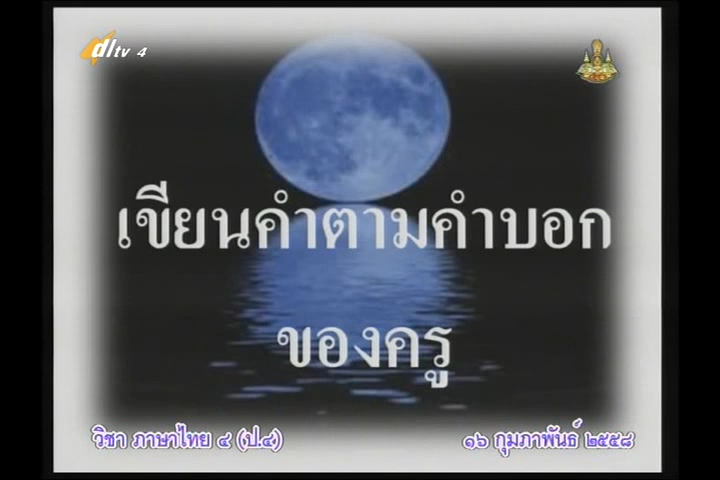 dltv 4
เขียนคำตามคำบอก
ของครู
วิชา ภาษาไทย ๔ (ป.๔)
๑๖ กุมภาพันธ์ ๒๕๕๘